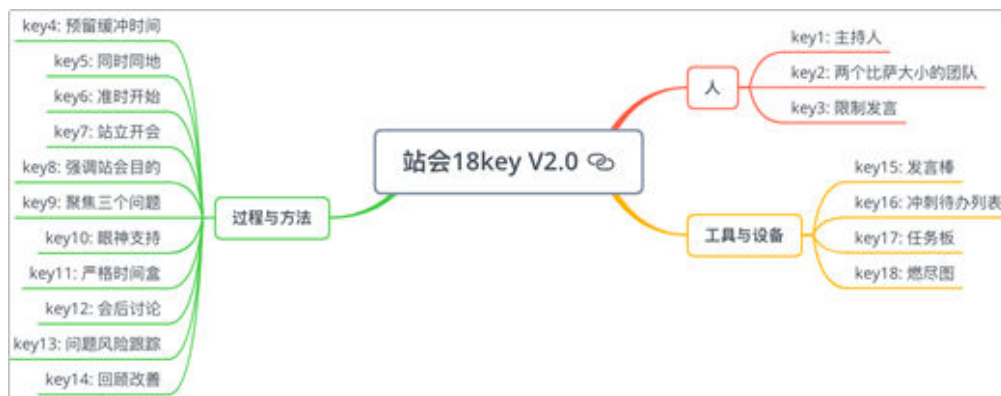 站会18key V2.0
人
key1: 主持人
key2: 两个比萨大小的团队
key3: 限制发言
过程与方法
key4: 预留缓冲时间
key5: 同时同地
key6: 准时开始
key7: 站立开会
key8: 强调站会目的
key9: 聚焦三个问题
key10: 眼神支持
key11: 严格时间盒
key12: 会后讨论
key13: 问题风险跟踪
key14: 回顾改善
工具与设备
key15: 发言棒
key16: 冲刺待办列表
key17: 任务板
key18: 燃尽图